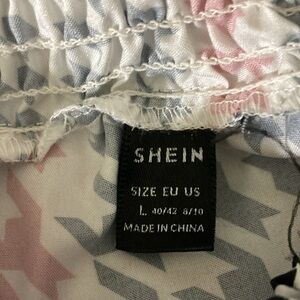 SHEIN
SIZE EU US
L 40/42 8/10
MADE IN CHINA